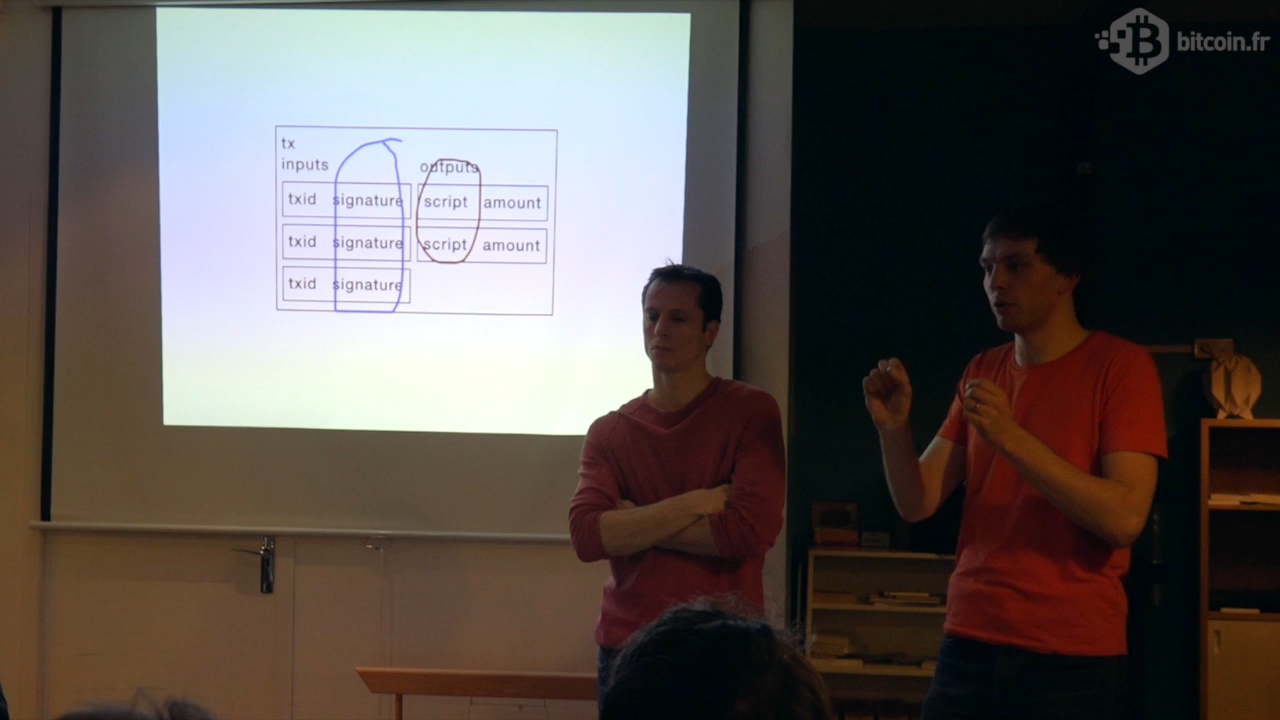 bitcoin.fr
tx
inputs outputs
txid signature script amount
txid signature script amount
txid signature